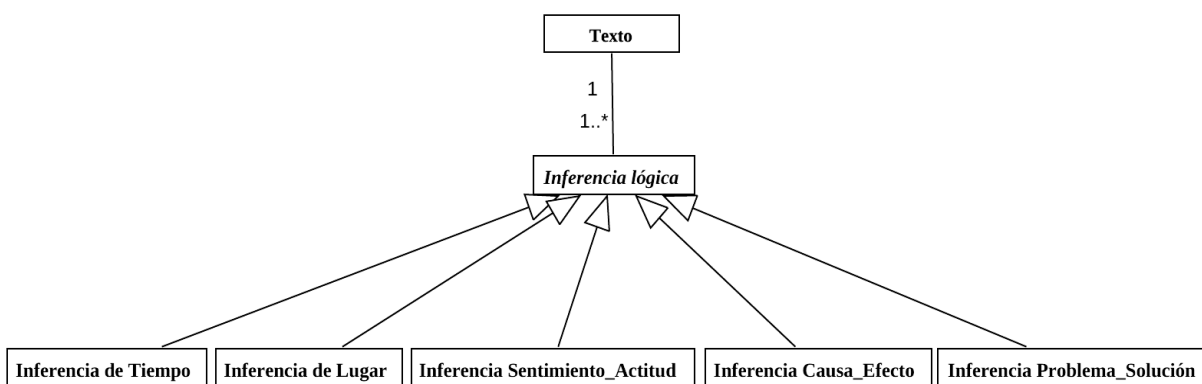 Texto
1
1..*
Inferencia lógica
Inferencia de Tiempo
Inferencia de Lugar
Inferencia Sentimiento_Actitud
Inferencia Causa_Efecto
Inferencia Problema_Solución